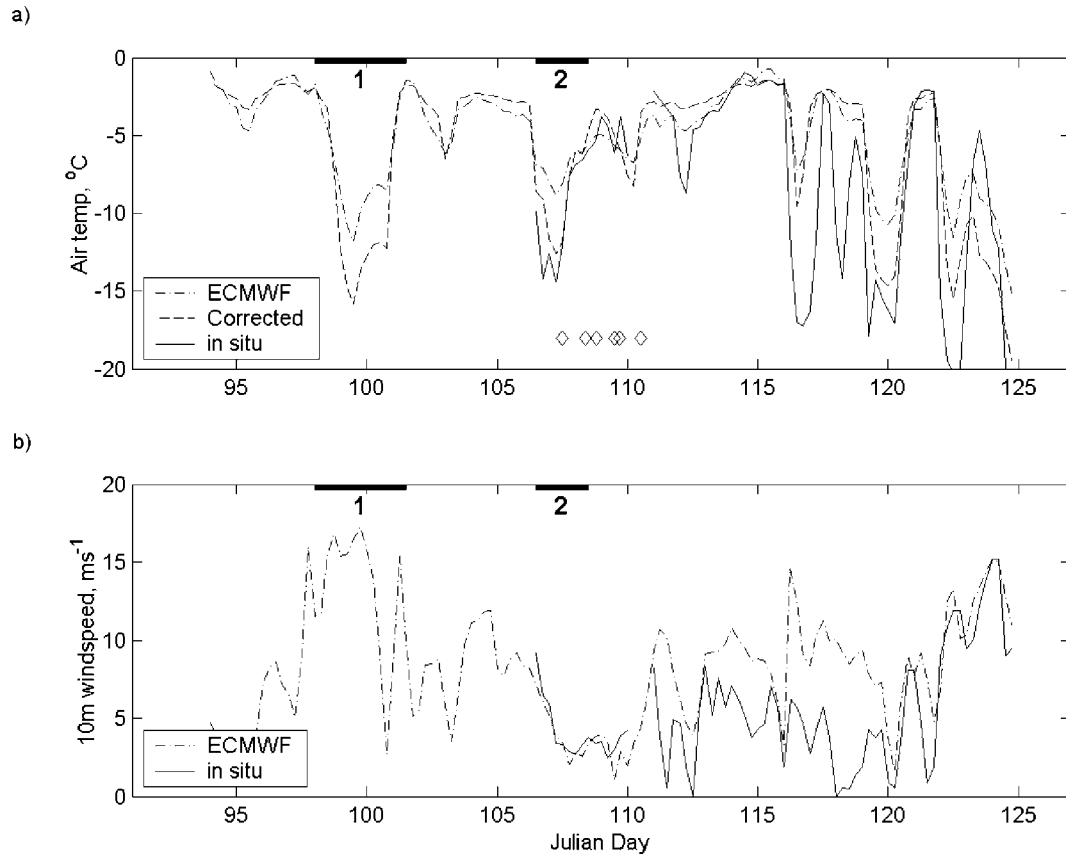 a)
0
-5
-10
-15
-20
Air temp, °C
1
2
ECMWF
Corrected
in situ
95
100
105
110
115
120
125
b)
20
15
10
5
0
10m windspeed, ms⁻¹
1
2
ECMWF
in situ
95
100
105
110
115
120
125
Julian Day